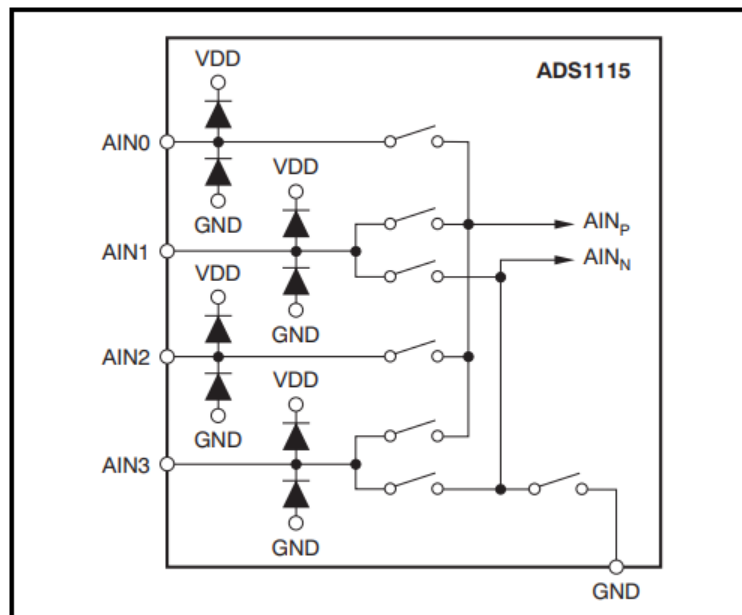 VDD
ADS1115
AIN0
VDD
GND
AINP
AIN1
AINN
VDD
GND
AIN2
VDD
GND
AIN3
GND
GND